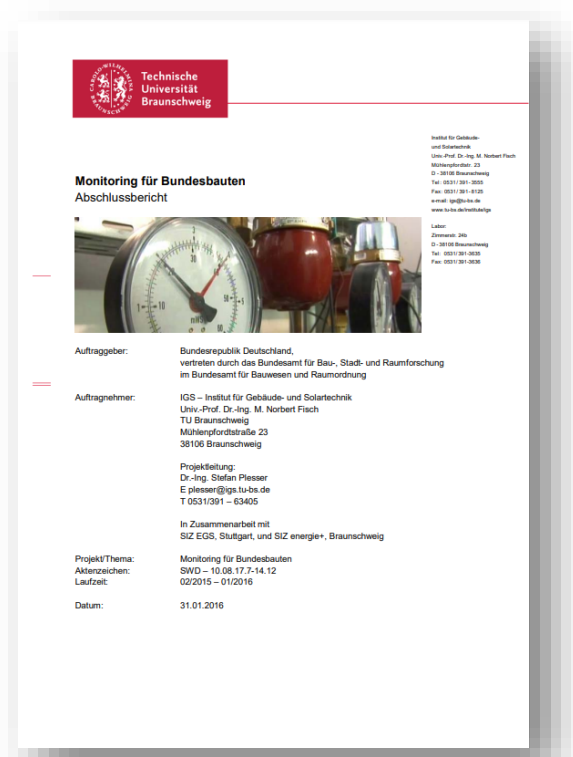 Technische
Universität
Braunschweig
Institut für Gebäude-
und Solartechnik
Univ.-Prof. Dr.-Ing. M. Norbert Fisch
Mühlenpfordtstr. 23
D - 38106 Braunschweig
Tel : 0531/ 391- 3555
Fax: 0531/ 391- 8125
e-mail: igs@tu-bs.de
www.tu-bs.de/institute/igs
Labor:
Zimmerstr. 24b
D - 38106 Braunschweig
Tel : 0531/ 391-3635
Fax: 0531/ 391-3636
Monitoring für Bundesbauten
Abschlussbericht
Auftraggeber: Bundesrepublik Deutschland,
vertreten durch das Bundesamt für Bau-, Stadt- und Raumforschung
im Bundesamt für Bauwesen und Raumordnung
Auftragnehmer: IGS – Institut für Gebäude- und Solartechnik
Univ.-Prof. Dr.-Ing. M. Norbert Fisch
TU Braunschweig
Mühlenpfordtstraße 23
38106 Braunschweig
Projektleitung:
Dr.-Ing. Stefan Plesser
E plesser@igs.tu-bs.de
T 0531/391 – 63405
In Zusammenarbeit mit
SIZ EGS, Stuttgart, und SIZ energie+, Braunschweig
Projekt/Thema: Monitoring für Bundesbauten
Aktenzeichen: SWD – 10.08.17.7-14.12
Laufzeit: 02/2015 – 01/2016
Datum: 31.01.2016